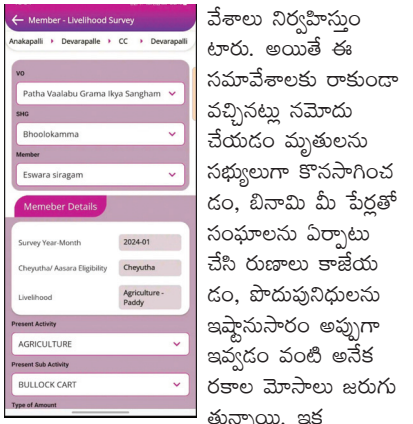 ← Member - Livelihood Survey
Anakapalli ▸ Devarapalle ▸ CC ▸ Devarapalli
VO
Patha Vaalabu Grama Ikya Sangham
SHG
Bhoolokamma
Member
Eswara siragam
Memeber Details
Survey Year-Month 2024-01
Cheyutha/ Aasara Eligibility Cheyutha
Livelihood Agriculture - Paddy
Present Activity
AGRICULTURE
Present Sub Activity
BULLOCK CART
Type of Amount
వేశాలు నిర్వహిస్తుం
టారు. అయితే ఈ
సమావేశాలకు రాకుండా
వచ్చినట్లు నమోదు
చేయడం మృతులను
సభ్యులుగా కొనసాగించ
డం, బినామి మీ పేర్లతో
సంఘాలను ఏర్పాటు
చేసి రుణాలు కాజేయ
డం, పొదుపునిధులను
ఇష్టానుసారం అప్పుగా
ఇవ్వడం వంటి అనేక
రకాల మోసాలు జరుగు
తున్నాయి. ఇక